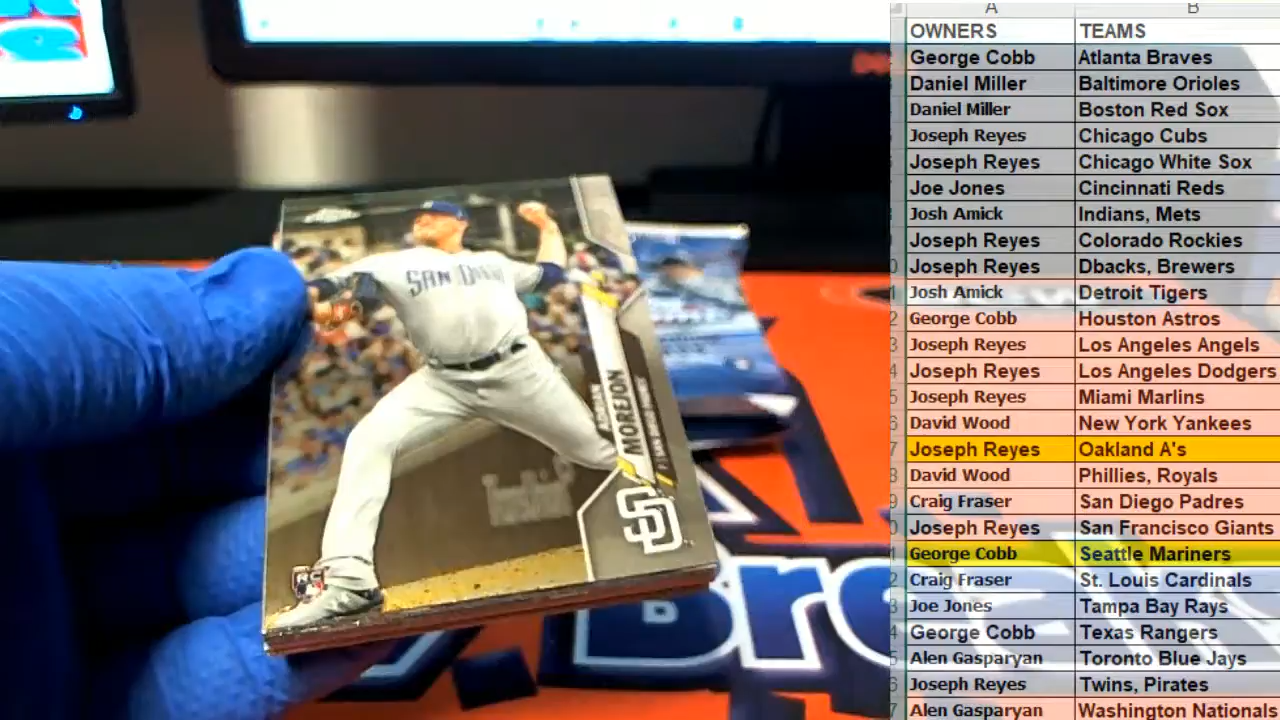 A B
OWNERS TEAMS
George Cobb Atlanta Braves
Daniel Miller Baltimore Orioles
Daniel Miller Boston Red Sox
Joseph Reyes Chicago Cubs
Joseph Reyes Chicago White Sox
Joe Jones Cincinnati Reds
Josh Amick Indians, Mets
Joseph Reyes Colorado Rockies
Joseph Reyes Dbacks, Brewers
Josh Amick Detroit Tigers
George Cobb Houston Astros
Joseph Reyes Los Angeles Angels
Joseph Reyes Los Angeles Dodgers
Joseph Reyes Miami Marlins
David Wood New York Yankees
Joseph Reyes Oakland A's
David Wood Phillies, Royals
Craig Fraser San Diego Padres
Joseph Reyes San Francisco Giants
George Cobb Seattle Mariners
Craig Fraser St. Louis Cardinals
Joe Jones Tampa Bay Rays
George Cobb Texas Rangers
Alen Gasparyan Toronto Blue Jays
Joseph Reyes Twins, Pirates
Alen Gasparyan Washington Nationals
SAN DIEGO
MOREJON
SD
B